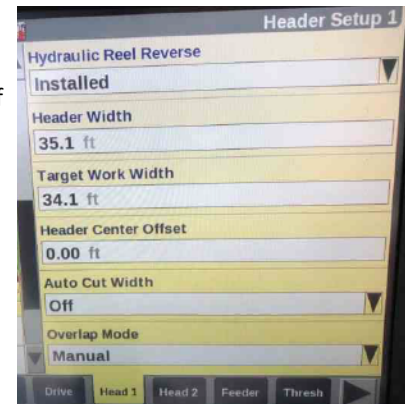 Header Setup 1
Hydraulic Reel Reverse
Installed
Header Width
35.1 ft
Target Work Width
34.1 ft
Header Center Offset
0.00 ft
Auto Cut Width
Off
Overlap Mode
Manual
Drive Head 1 Head 2 Feeder Thresh